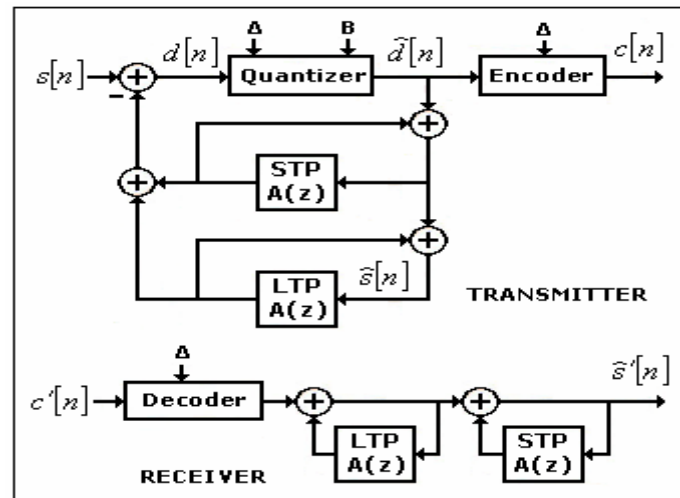 Δ B Δ
s[n] + d[n] Quantizer d̂[n] Encoder c[n]
−
+
+ STP
A(z)
+
LTP
A(z) ŝ[n]
TRANSMITTER
Δ
c'[n] Decoder + + ŝ'[n]
LTP
A(z) STP
A(z)
RECEIVER